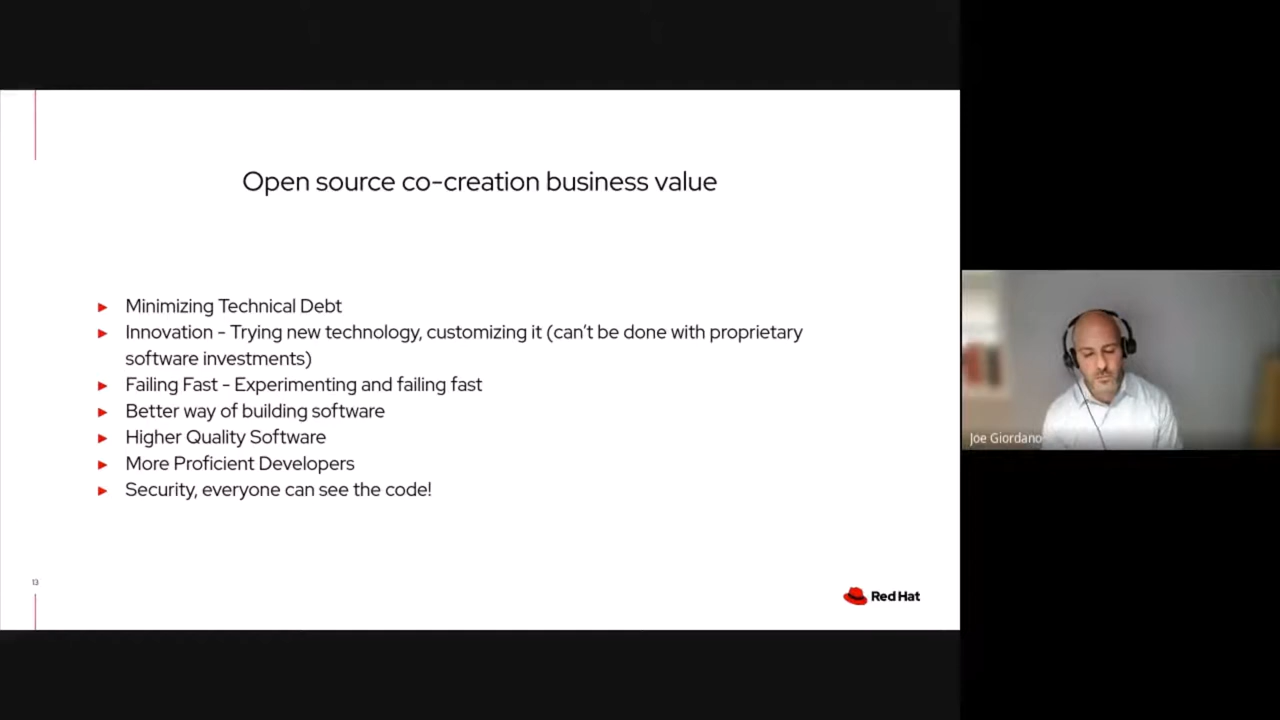 Open source co-creation business value
Minimizing Technical Debt
Innovation - Trying new technology, customizing it (can't be done with proprietary
software investments)
Failing Fast - Experimenting and failing fast
Better way of building software
Higher Quality Software
More Proficient Developers
Security, everyone can see the code!
13
Red Hat
Joe Giordano